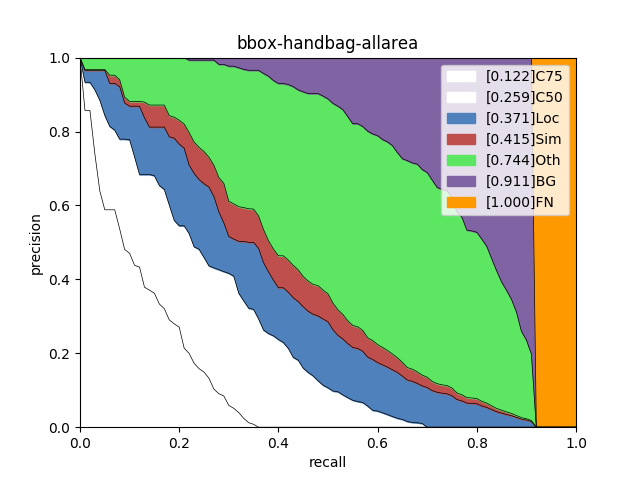 bbox-handbag-allarea
1.0
0.8
0.6
0.4
0.2
0.0
precision
[0.122]C75
[0.259]C50
[0.371]Loc
[0.415]Sim
[0.744]Oth
[0.911]BG
[1.000]FN
0.0 0.2 0.4 0.6 0.8 1.0
recall